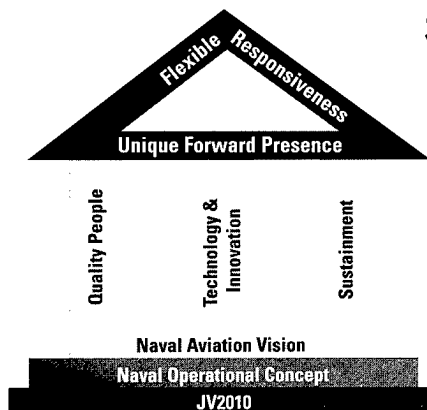 Flexible
Responsiveness
Unique Forward Presence
Quality People
Technology &
Innovation
Sustainment
Naval Aviation Vision
Naval Operational Concept
JV2010